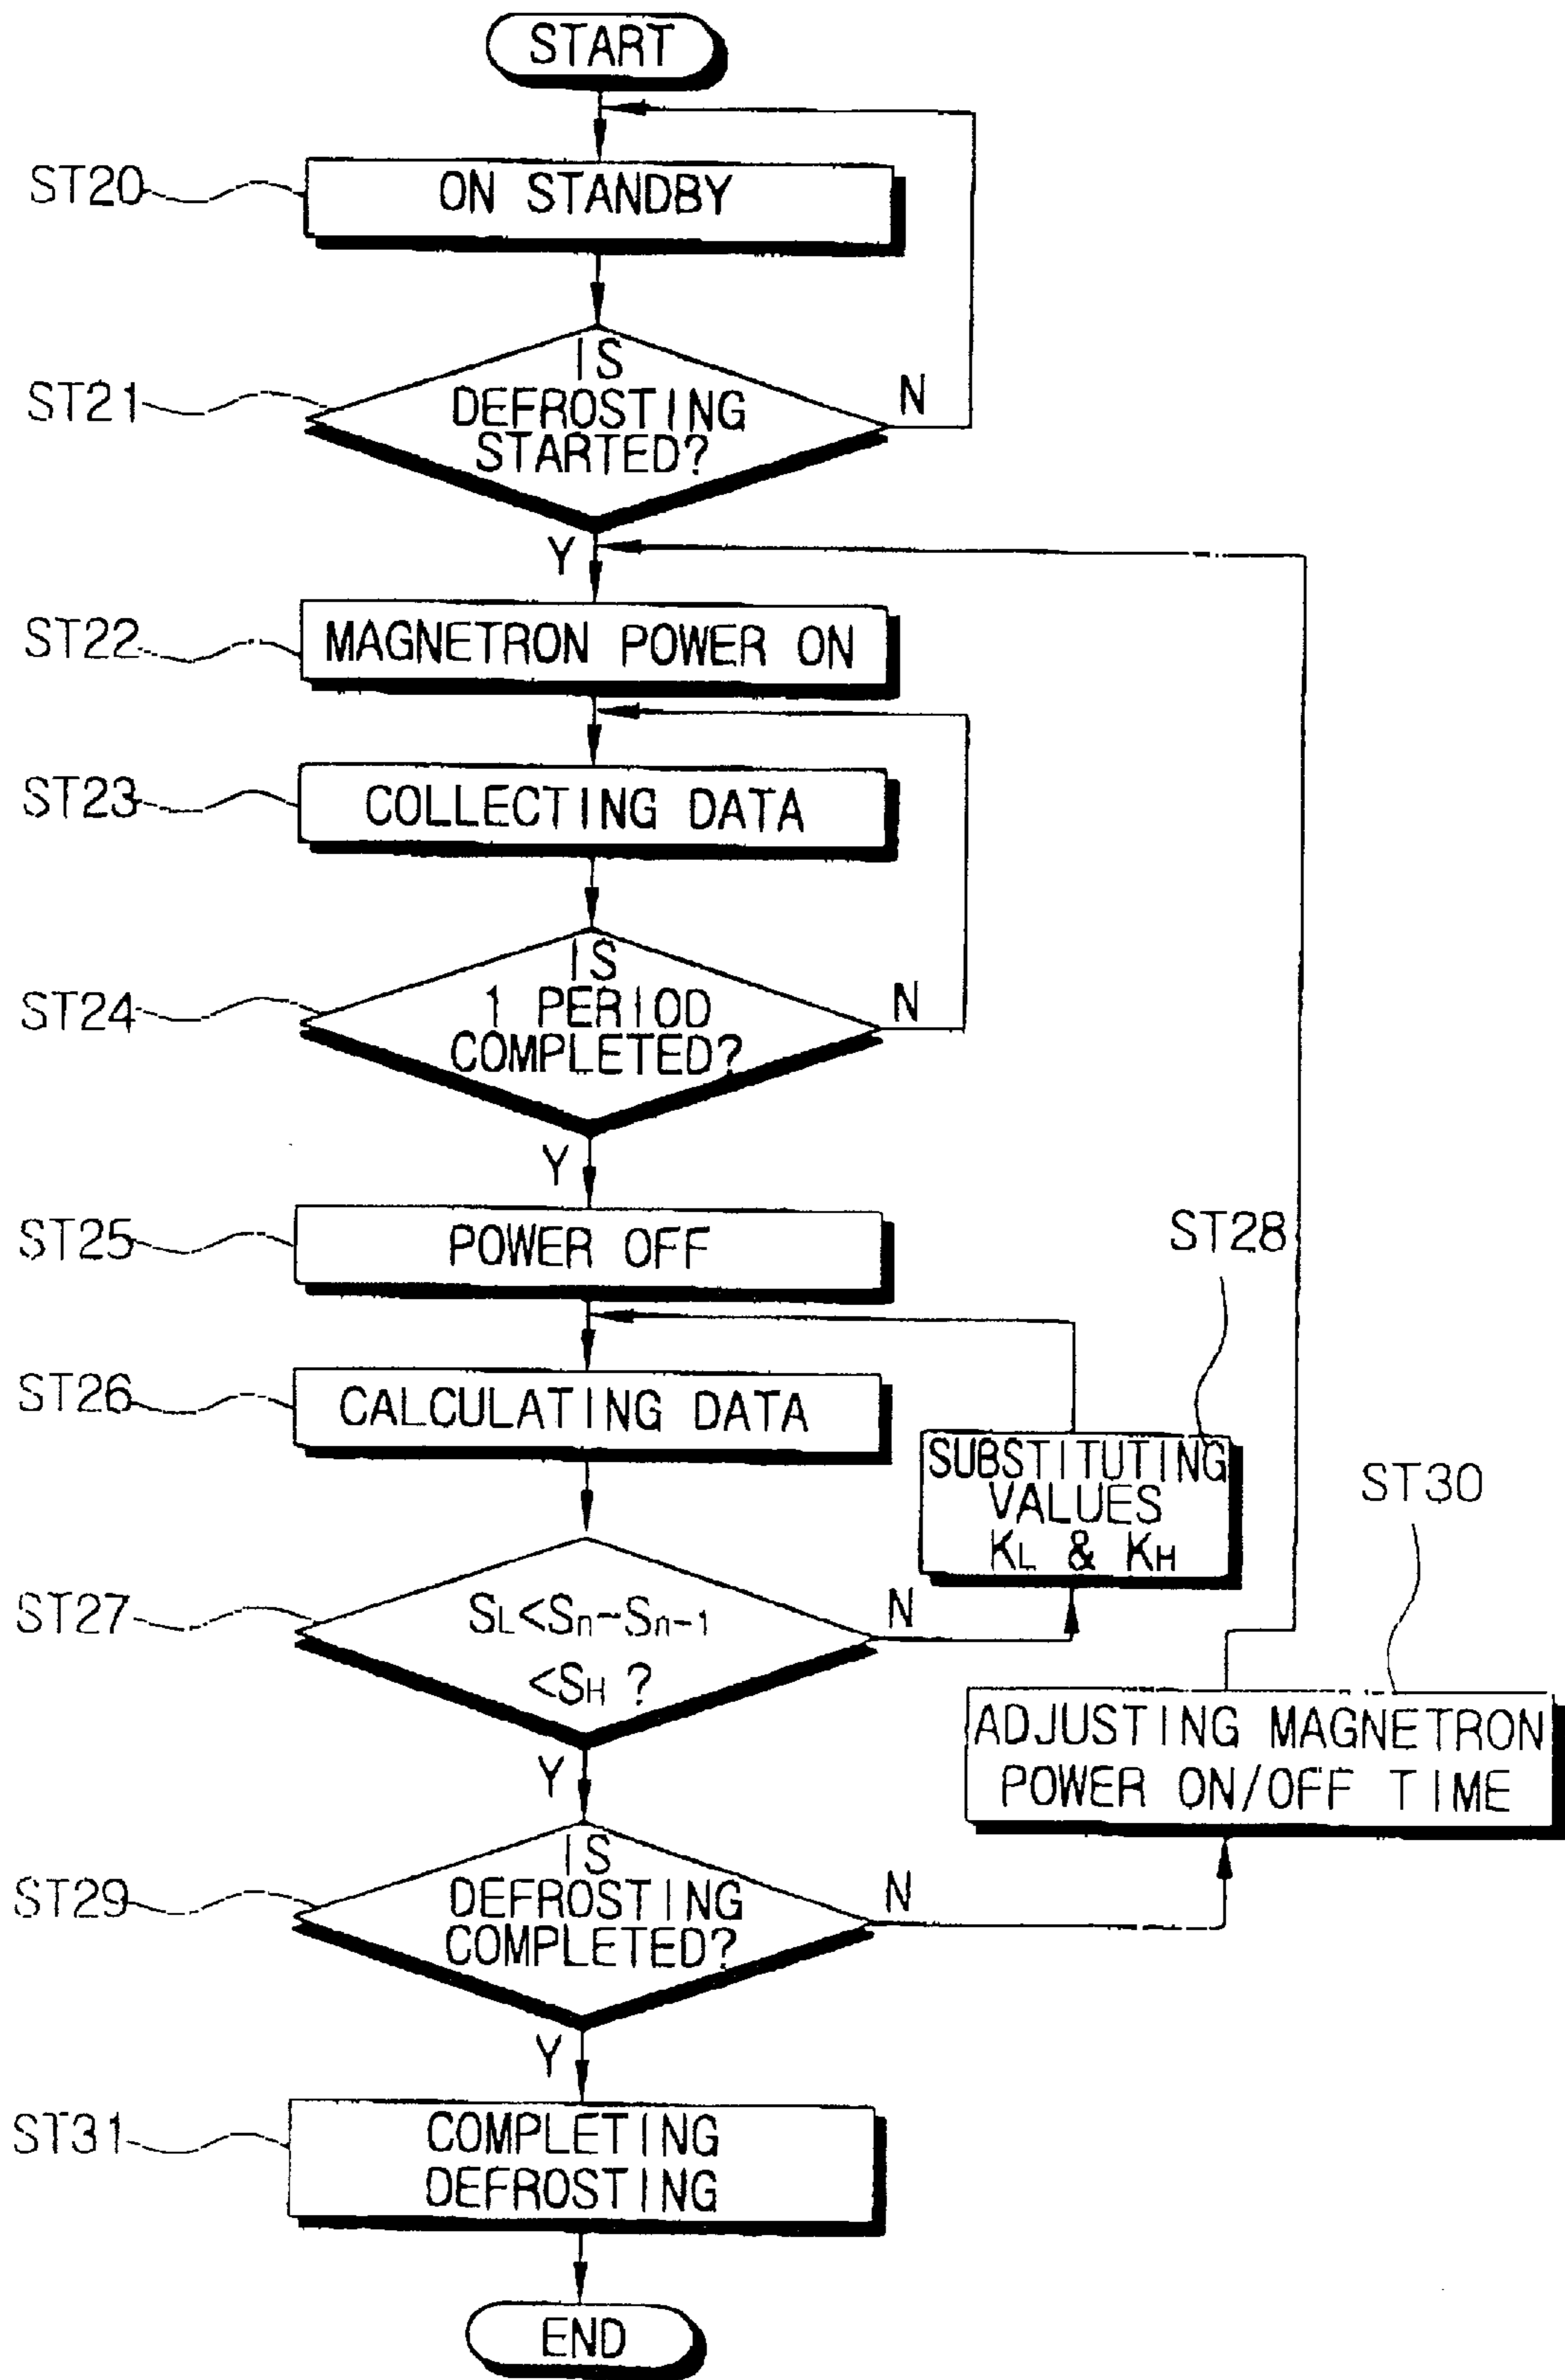 START
ST20
ON STANDBY
ST21
IS
DEFROSTING
STARTED?
N
Y
ST22
MAGNETRON POWER ON
ST23
COLLECTING DATA
ST24
IS
1 PERIOD
COMPLETED?
N
Y
ST25
POWER OFF
ST28
ST26
CALCULATING DATA
SUBSTITUTING
VALUES
KL & KH
ST30
ST27
SL<Sn-Sn-1
<SH ?
N
Y
ADJUSTING MAGNETRON
POWER ON/OFF TIME
ST29
IS
DEFROSTING
COMPLETED?
N
Y
ST31
COMPLETING
DEFROSTING
END